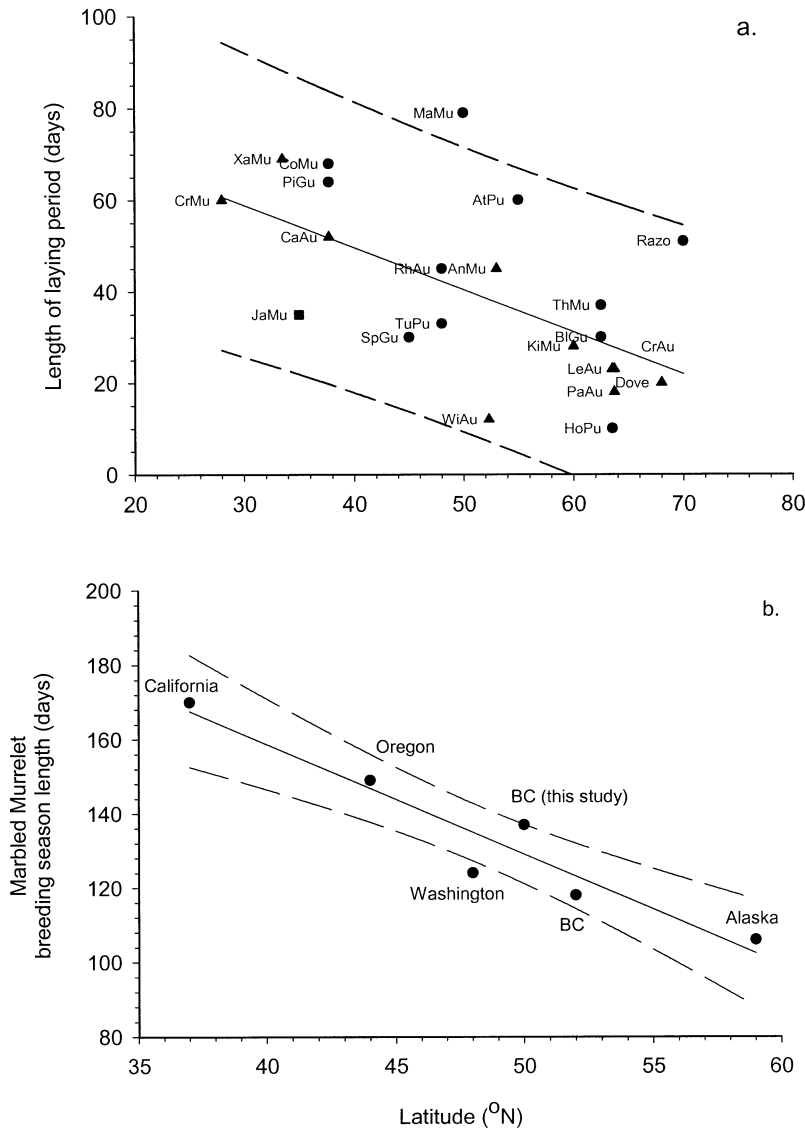 a.
Length of laying period (days)
100
80
60
40
20
0
MaMu
XaMu
CoMu
PiGu
CrMu
AtPu
CaAu
Razo
RhAu
AnMu
JaMu
ThMu
TuPu
SpGu
BlGu
KiMu
CrAu
LeAu
Dove
PaAu
WiAu
HoPu
20 30 40 50 60 70 80
b.
Marbled Murrelet
breeding season length (days)
200
180
160
140
120
100
80
California
Oregon
BC (this study)
Washington
BC
Alaska
35 40 45 50 55 60
Latitude (ºN)